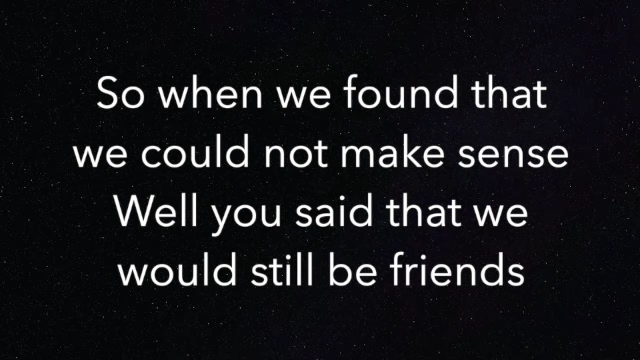 So when we found that
we could not make sense
Well you said that we
would still be friends